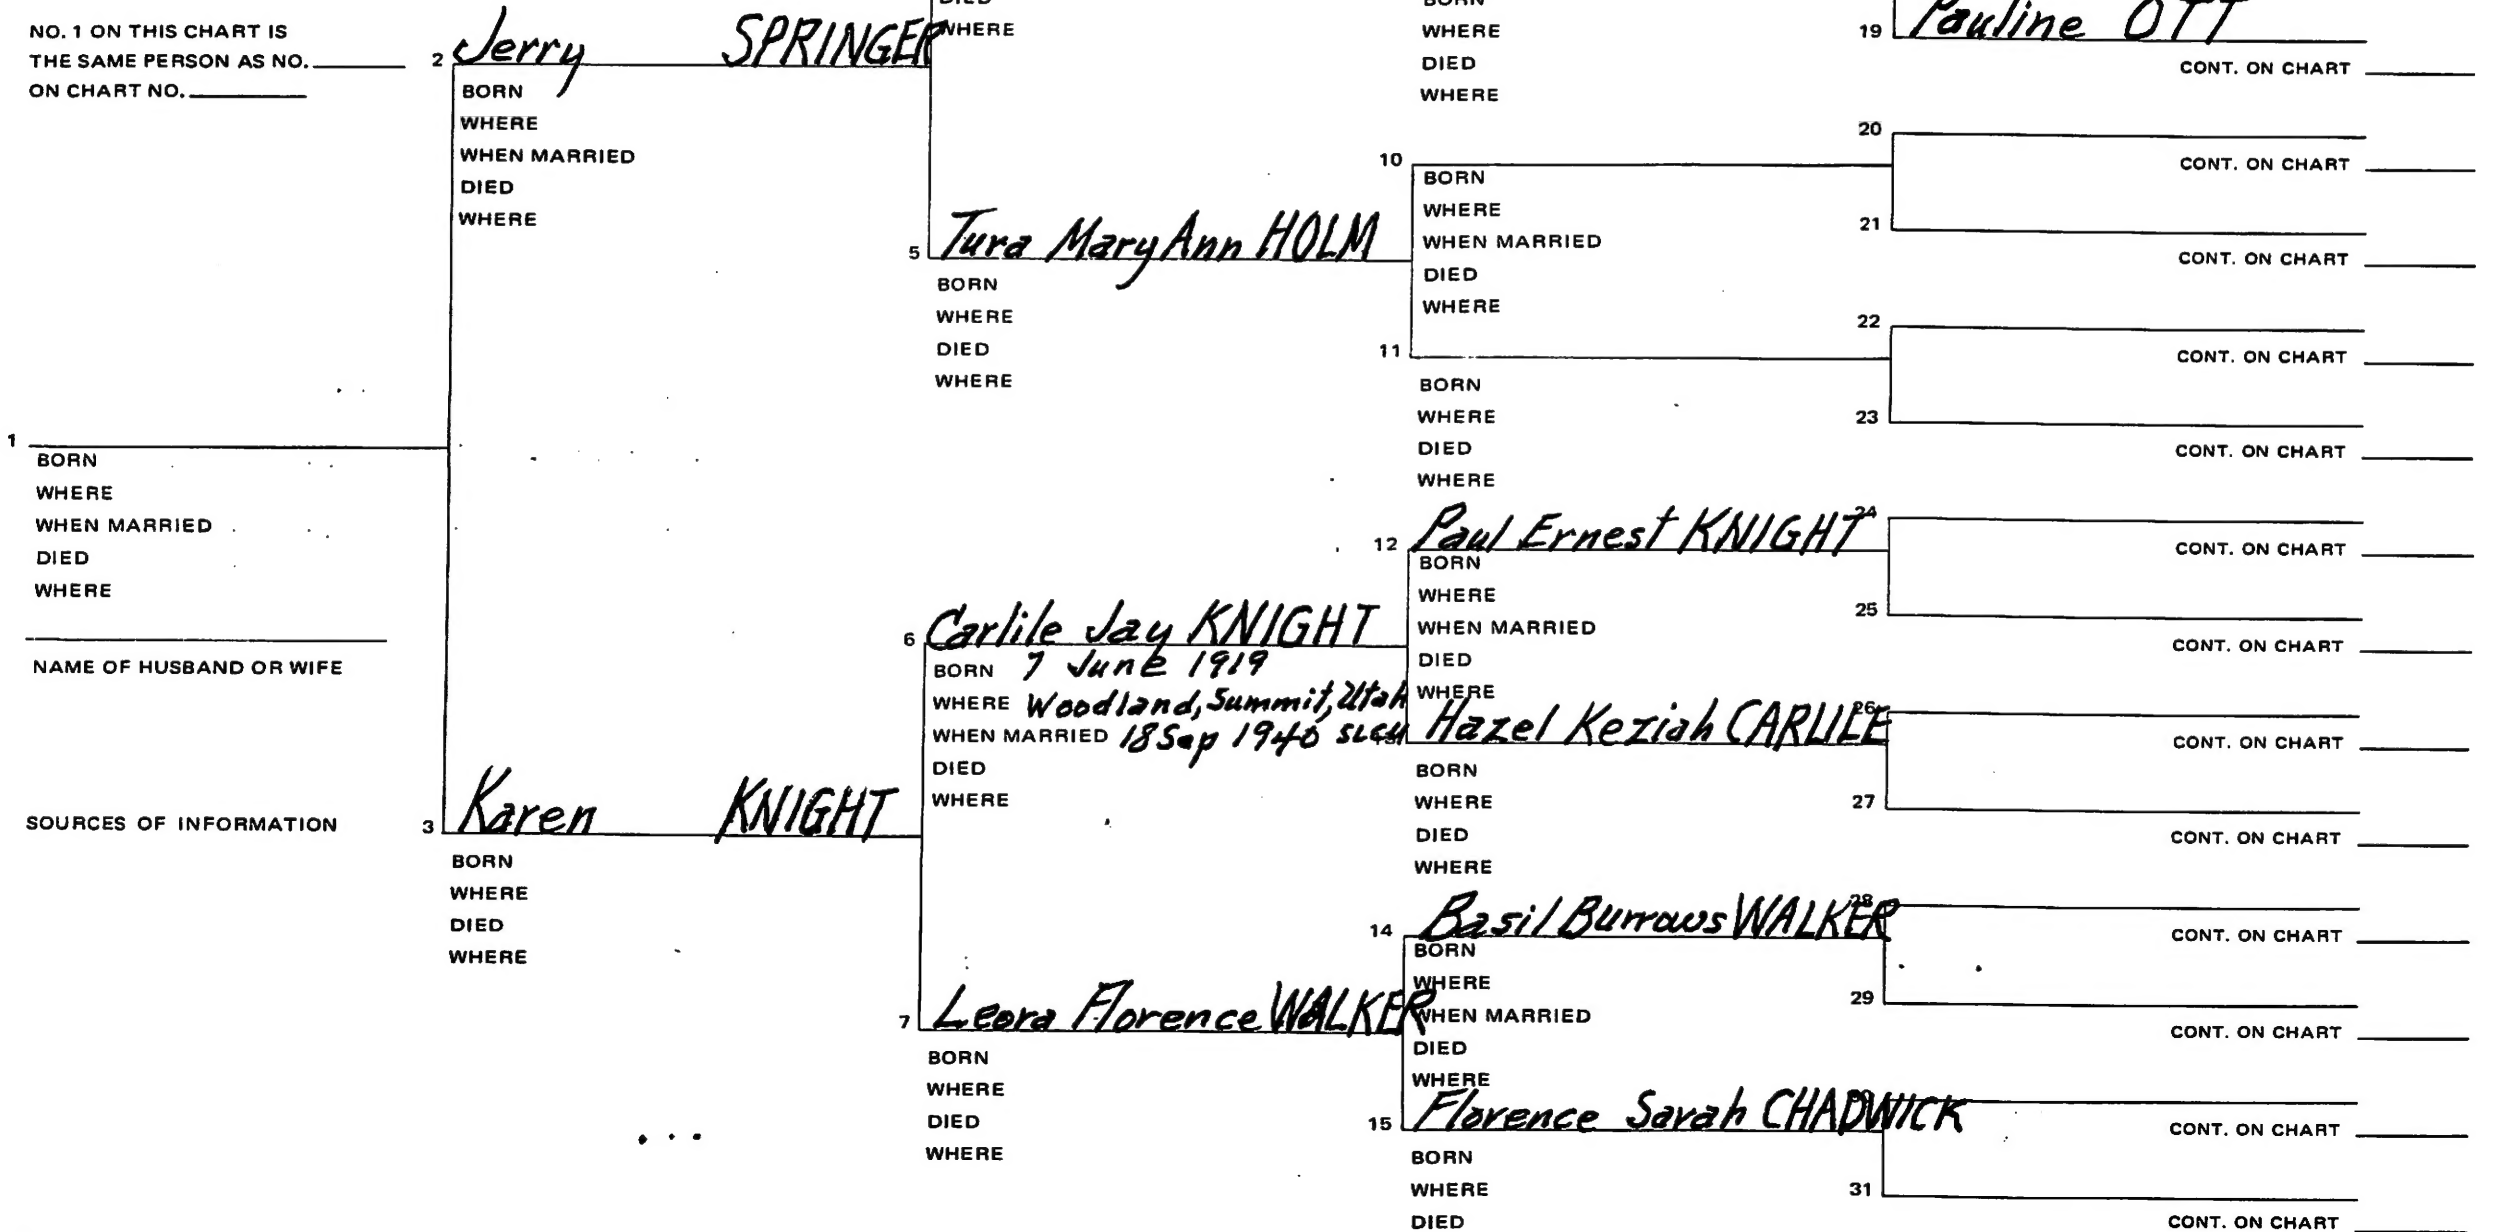 NO. 1 ON THIS CHART IS
THE SAME PERSON AS NO.
ON CHART NO.
2 Jerry SPRINGER
BORN
WHERE
WHEN MARRIED
DIED
WHERE
1
BORN
WHERE
WHEN MARRIED
DIED
WHERE
NAME OF HUSBAND OR WIFE
SOURCES OF INFORMATION
3 Karen KNIGHT
BORN
WHERE
DIED
WHERE
DIED
WHERE
5 Tura Mary Ann HOLM
BORN
WHERE
DIED
WHERE
6 Carlile Jay KNIGHT
BORN 7 June 1919
WHERE Woodland, Summit, Utah
WHEN MARRIED 18 Sep 1940 SLCU
DIED
WHERE
7 Leora Florence WALKER
BORN
WHERE
DIED
WHERE
BORN
WHERE
DIED
WHERE
10
BORN
WHERE
WHEN MARRIED
DIED
WHERE
11
BORN
WHERE
DIED
WHERE
12 Paul Ernest KNIGHT
BORN
WHERE
WHEN MARRIED
DIED
WHERE
13 Hazel Keziah CARLILE
BORN
WHERE
DIED
WHERE
14 Basil Burrows WALKER
BORN
WHERE
WHEN MARRIED
DIED
WHERE
15 Florence Sarah CHADWICK
BORN
WHERE
DIED
19 Pauline OTT
CONT. ON CHART
20
CONT. ON CHART
21
CONT. ON CHART
22
CONT. ON CHART
23
CONT. ON CHART
24
CONT. ON CHART
25
CONT. ON CHART
26
CONT. ON CHART
27
CONT. ON CHART
28
CONT. ON CHART
29
CONT. ON CHART
CONT. ON CHART
31
CONT. ON CHART